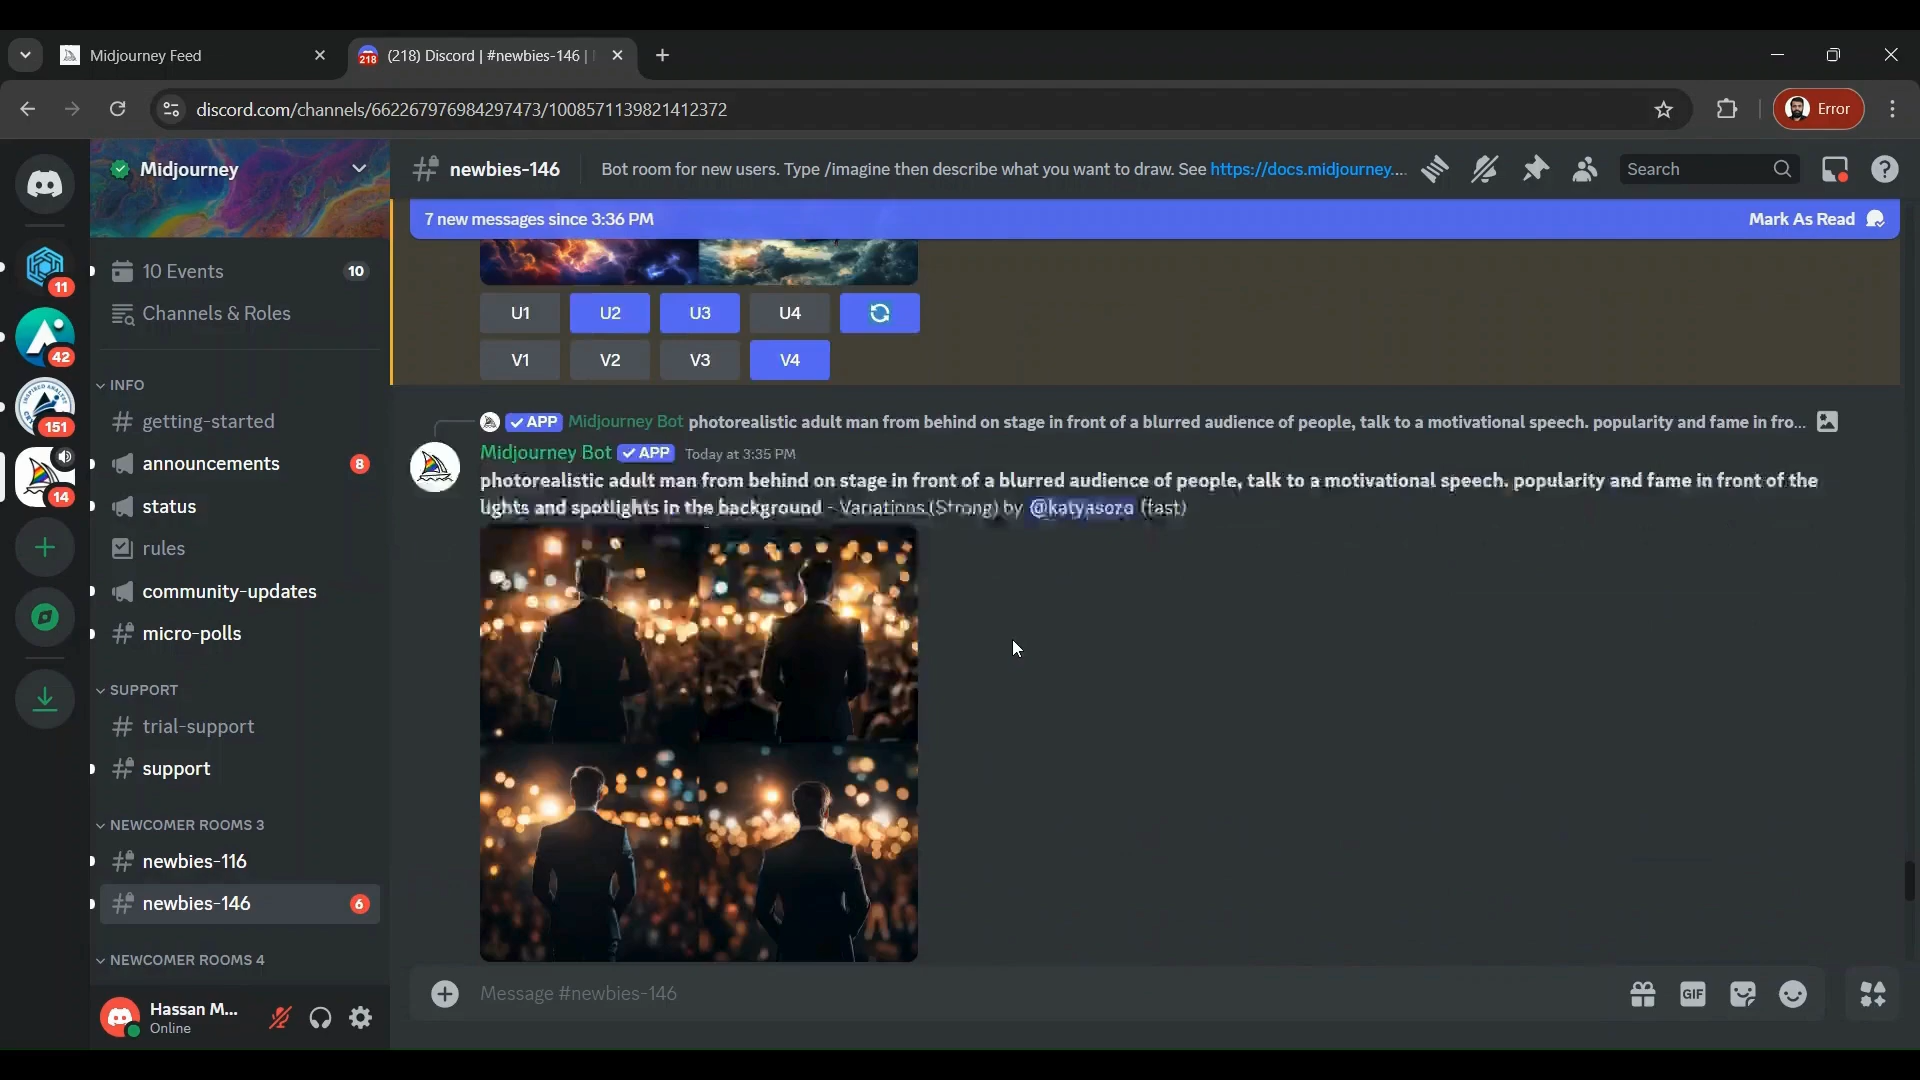 Midjourney Feed
218
(218) Discord | #newbies-146 |
discord.com/channels/662267976984297473/1008571139821412372
Error
Midjourney
newbies-146
Bot room for new users. Type /imagine then describe what you want to draw. See https://docs.midjourney....
Search
7 new messages since 3:36 PM
Mark As Read
11
42
151
14
10 Events
10
Channels & Roles
INFO
getting-started
announcements
8
status
rules
community-updates
micro-polls
SUPPORT
trial-support
support
NEWCOMER ROOMS 3
newbies-116
newbies-146
6
NEWCOMER ROOMS 4
Hassan M...
Online
U1 U2 U3 U4
V1 V2 V3 V4
APP Midjourney Bot photorealistic adult man from behind on stage in front of a blurred audience of people, talk to a motivational speech. popularity and fame in fro...
Midjourney Bot APP Today at 3:35 PM
photorealistic adult man from behind on stage in front of a blurred audience of people, talk to a motivational speech. popularity and fame in front of the
lights and spotlights in the background - Variations (Strong) by @katyasoza (fast)
Message #newbies-146
GIF